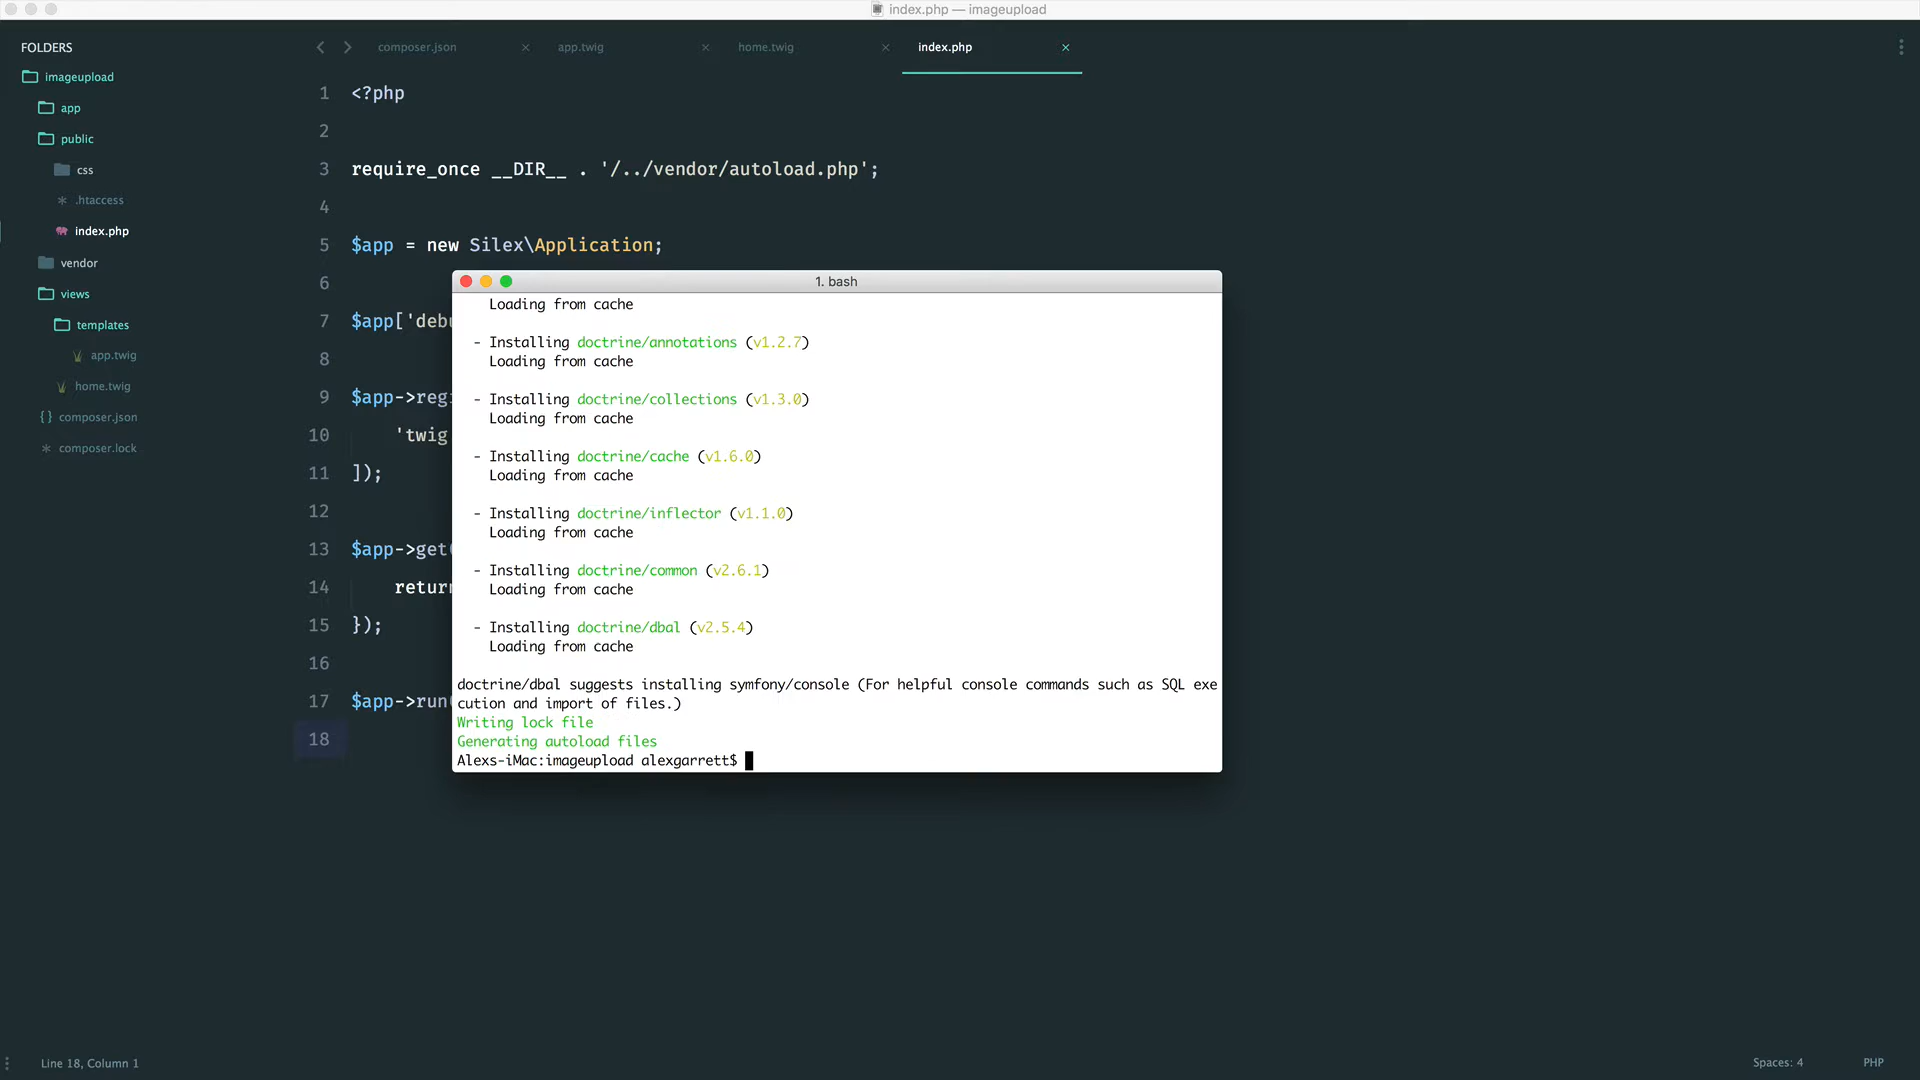 index.php — imageupload
FOLDERS
imageupload
app
public
css
.htaccess
index.php
vendor
views
templates
app.twig
home.twig
composer.json
composer.lock
composer.json
app.twig
home.twig
index.php
1 <?php
2
3 require_once __DIR__ . '/../vendor/autoload.php';
4
5 $app = new Silex\Application;
6
7 $app['debu
8
9 $app->regi
10 'twig
11 ]);
12
13 $app->get(
14 return
15 });
16
17 $app->run(
18
1. bash
Loading from cache
- Installing doctrine/annotations (v1.2.7)
Loading from cache
- Installing doctrine/collections (v1.3.0)
Loading from cache
- Installing doctrine/cache (v1.6.0)
Loading from cache
- Installing doctrine/inflector (v1.1.0)
Loading from cache
- Installing doctrine/common (v2.6.1)
Loading from cache
- Installing doctrine/dbal (v2.5.4)
Loading from cache
doctrine/dbal suggests installing symfony/console (For helpful console commands such as SQL exe
cution and import of files.)
Writing lock file
Generating autoload files
Alexs-iMac:imageupload alexgarrett$
Line 18, Column 1
Spaces: 4
PHP